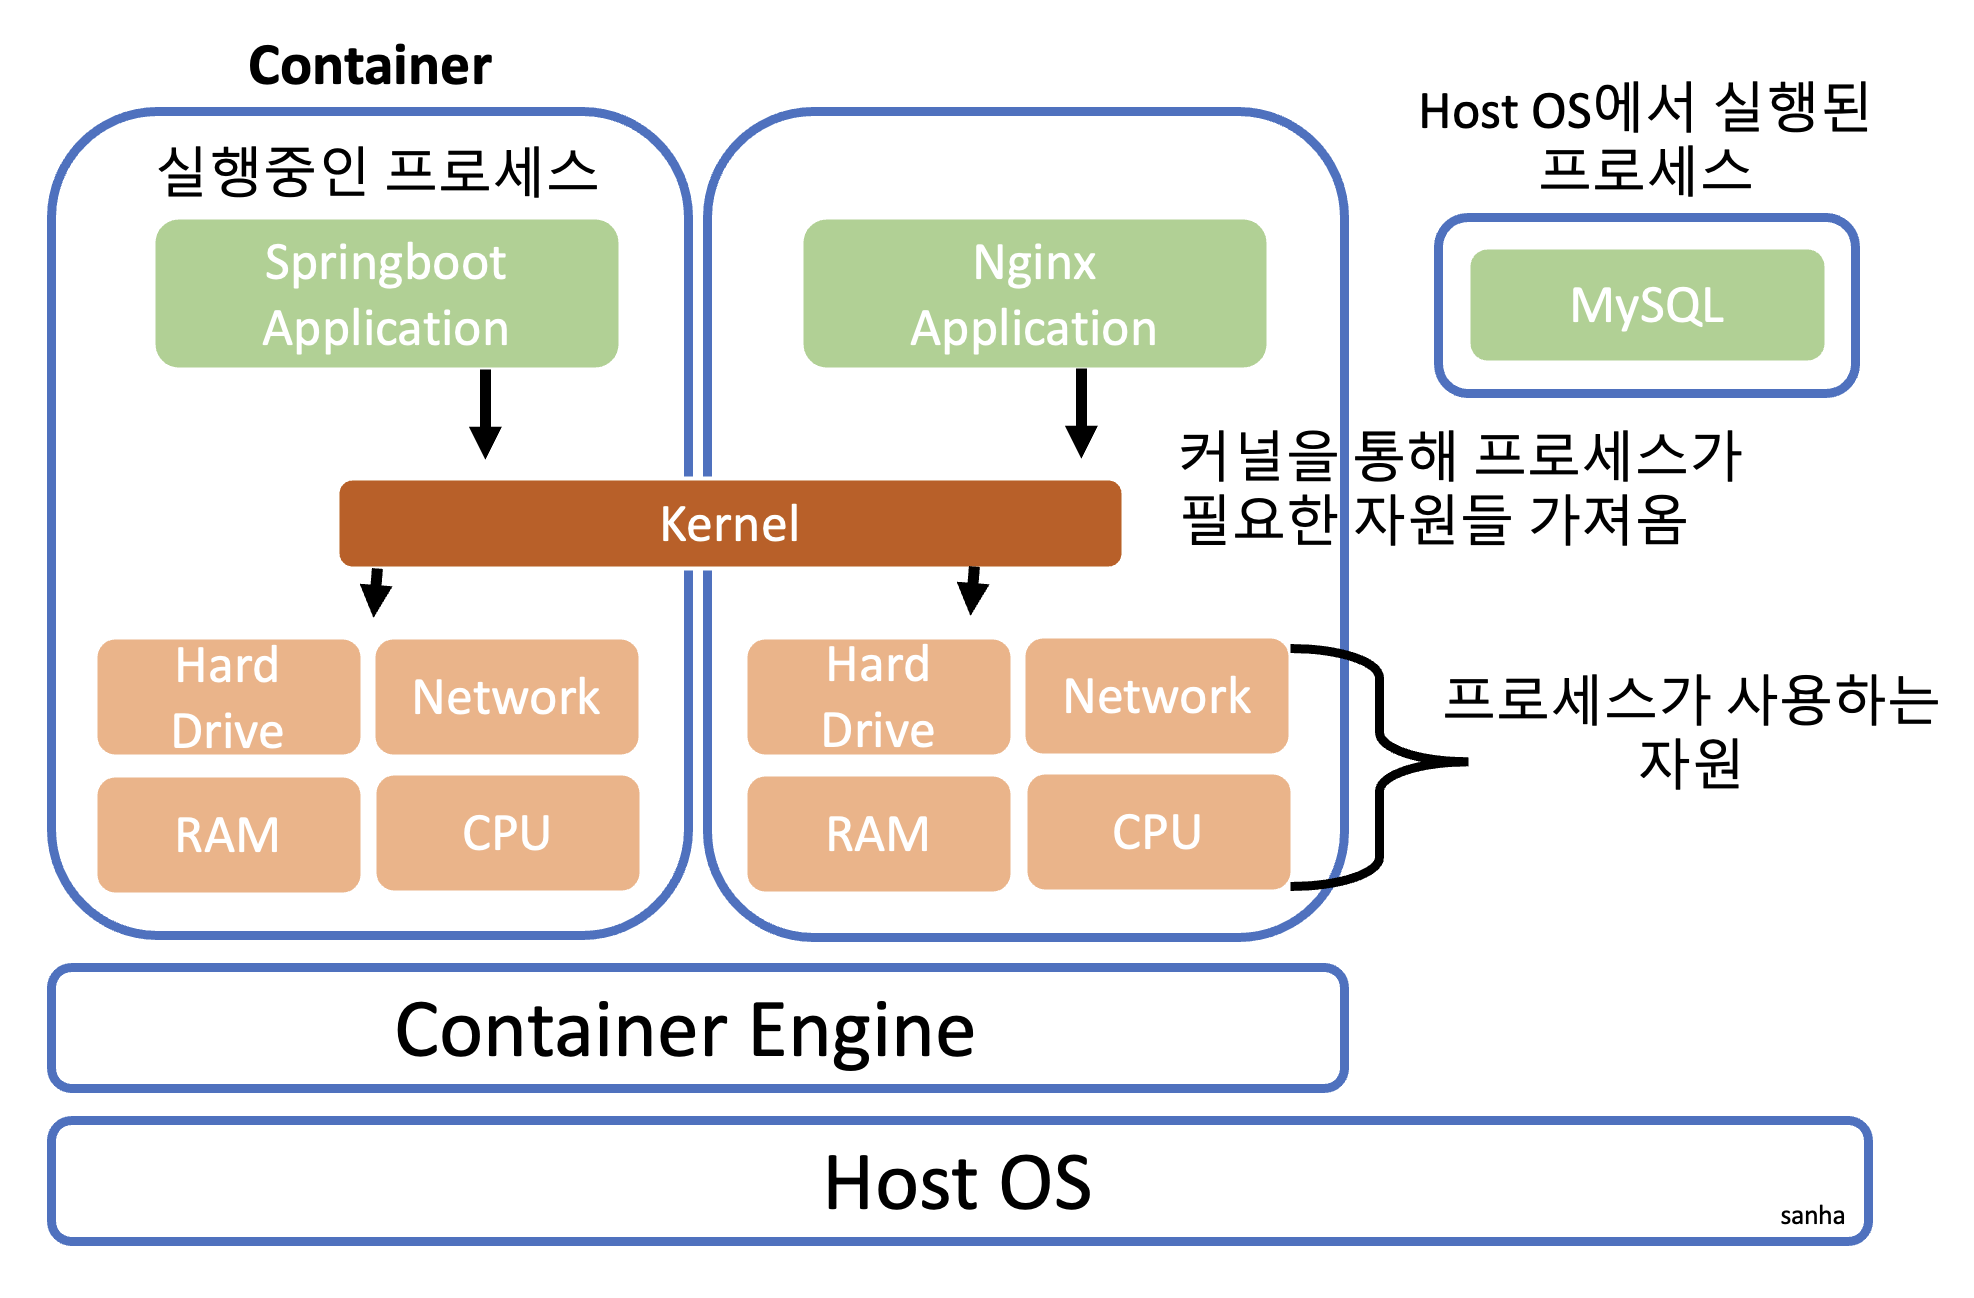 Container
실행중인 프로세스
Springboot
Application
Nginx
Application
Host OS에서 실행된
프로세스
MySQL
Kernel
커널을 통해 프로세스가
필요한 자원들 가져옴
Hard
Drive
Network
RAM
CPU
Hard
Drive
Network
RAM
CPU
프로세스가 사용하는
자원
Container Engine
Host OS
sanha